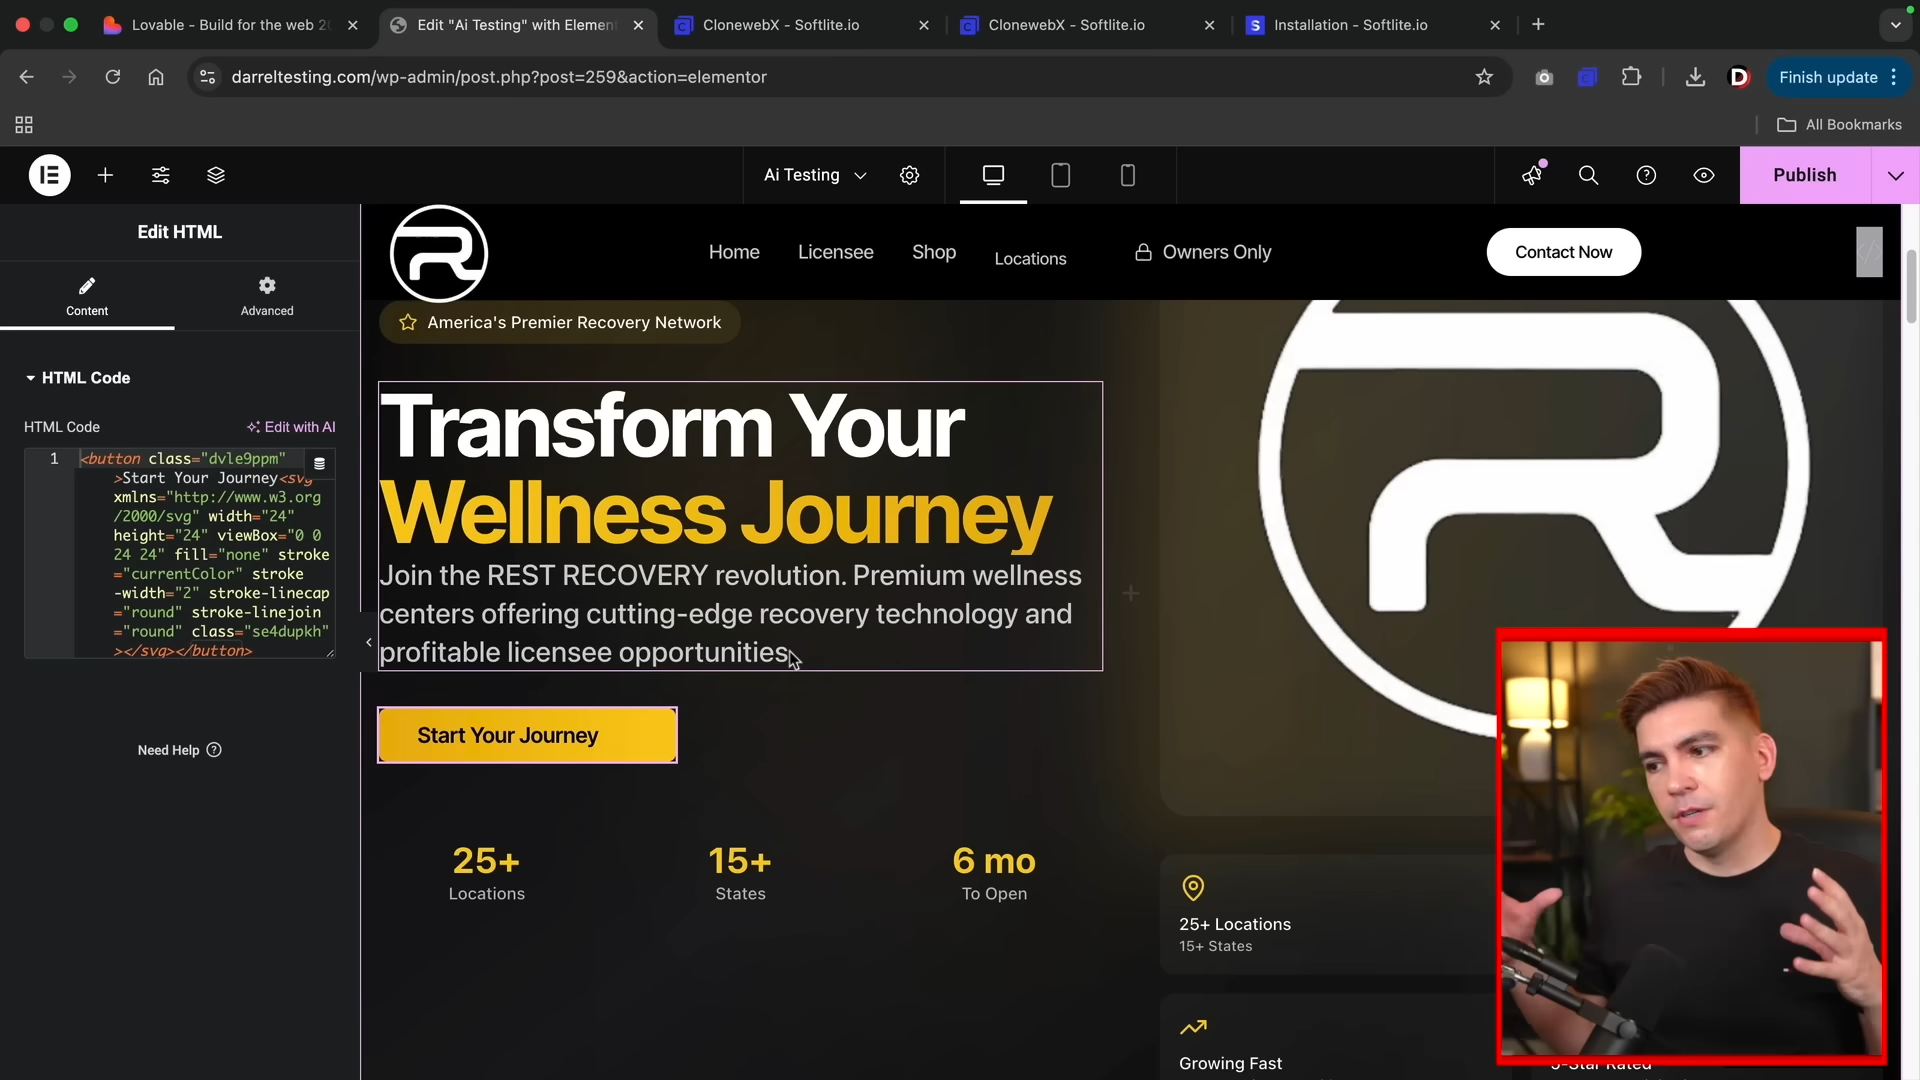 Lovable - Build for the web 20
Edit "Ai Testing" with Elemen
ClonewebX - Softlite.io
ClonewebX - Softlite.io
Installation - Softlite.io
darreltesting.com/wp-admin/post.php?post=259&action=elementor
D
Finish update
All Bookmarks
Ai Testing
Publish
Edit HTML
Content
Advanced
HTML Code
HTML Code
Edit with AI
1
<button class="dvle9ppm"
>Start Your Journey<svg
xmlns="http://www.w3.org
/2000/svg" width="24"
height="24" viewBox="0 0
24 24" fill="none" stroke
="currentColor" stroke
-width="2" stroke-linecap
="round" stroke-linejoin
="round" class="se4dupkh"
></svg></button>
Need Help
R
Home
Licensee
Shop
Locations
Owners Only
Contact Now
America's Premier Recovery Network
Transform Your
Wellness Journey
Join the REST RECOVERY revolution. Premium wellness
centers offering cutting-edge recovery technology and
profitable licensee opportunities.
Start Your Journey
25+
Locations
15+
States
6 mo
To Open
R
25+ Locations
15+ States
Growing Fast
5-Star Rated